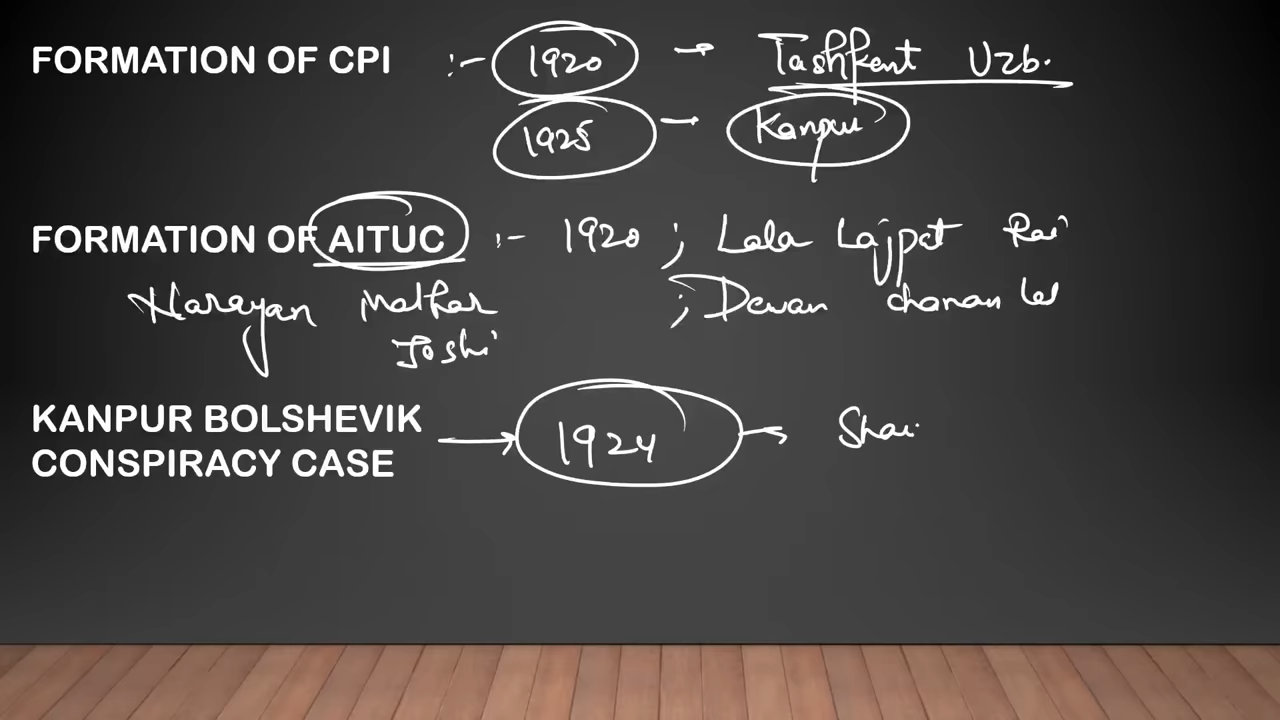 FORMATION OF CPI :- 1920 → Tashkent Uzb.
1925 → Kanpur
FORMATION OF AITUC :- 1920 ; Lala Lajpat Rai
Narayan Malhar ; Dewan chaman lal
Joshi
KANPUR BOLSHEVIK
CONSPIRACY CASE → 1924 →